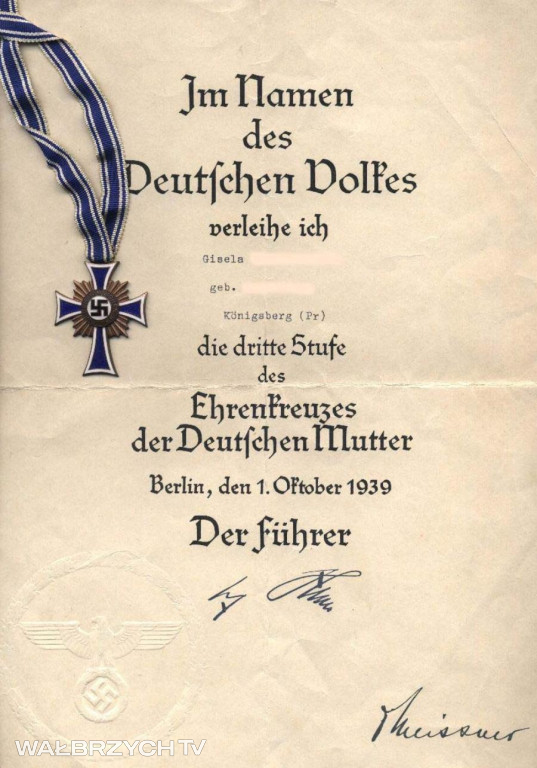 Im Namen
des
Deutschen Volkes
verleihe ich
Gisela
geb.
Königsberg (Pr)
die dritte Stufe
des
Ehrenkreuzes
der Deutschen Mutter
Berlin, den 1. Oktober 1939
Der Führer
Meissner
WAŁBRZYCH TV